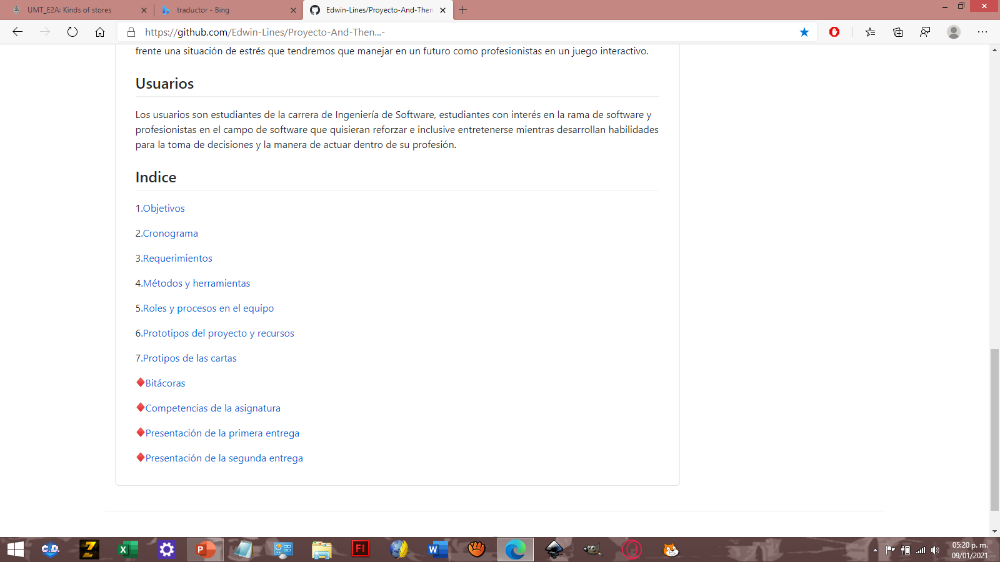 UMT_E2A: Kinds of stores
traductor - Bing
Edwin-Lines/Proyecto-And-Then
https://github.com/Edwin-Lines/Proyecto-And-Then...-
frente una situación de estrés que tendremos que manejar en un futuro como profesionistas en un juego interactivo.
Usuarios
Los usuarios son estudiantes de la carrera de Ingeniería de Software, estudiantes con interés en la rama de software y
profesionistas en el campo de software que quisieran reforzar e inclusive entretenerse mientras desarrollan habilidades
para la toma de decisiones y la manera de actuar dentro de su profesión.
Indice
1.Objetivos
2.Cronograma
3.Requerimientos
4.Métodos y herramientas
5.Roles y procesos en el equipo
6.Prototipos del proyecto y recursos
7.Protipos de las cartas
Bitácoras
Competencias de la asignatura
Presentación de la primera entrega
Presentación de la segunda entrega
C.D.
Z
X
P
Fl
W
05:20 p. m.
09/01/2021